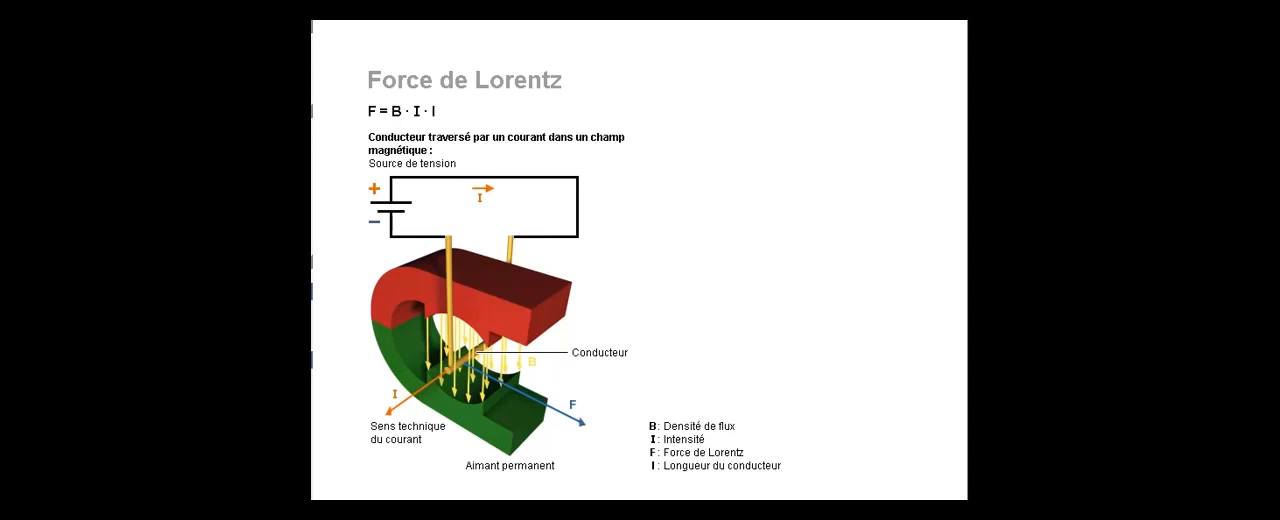 Force de Lorentz
F = B · I · l
Conducteur traversé par un courant dans un champ
magnétique :
Source de tension
+
I
–
Conducteur
B
I
F
Sens technique
du courant
Aimant permanent
B : Densité de flux
I : Intensité
F : Force de Lorentz
l : Longueur du conducteur